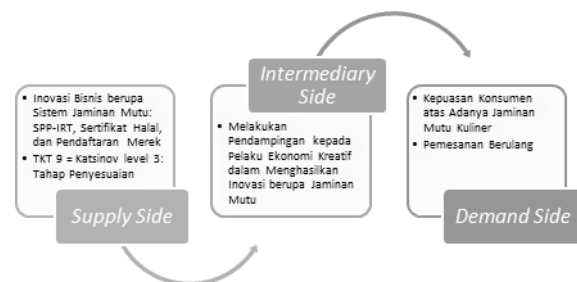 • Inovasi Bisnis berupa
Sistem Jaminan Mutu:
SPP-IRT, Sertifikat Halal,
dan Pendaftaran Merek
• TKT 9 = Katsinov level 3:
Tahap Penyesuaian
Supply Side
Intermediary
Side
• Melakukan
Pendampingan kepada
Pelaku Ekonomi Kreatif
dalam Menghasilkan
Inovasi berupa Jaminan
Mutu
• Kepuasan Konsumen
atas Adanya Jaminan
Mutu Kuliner
• Pemesanan Berulang
Demand Side